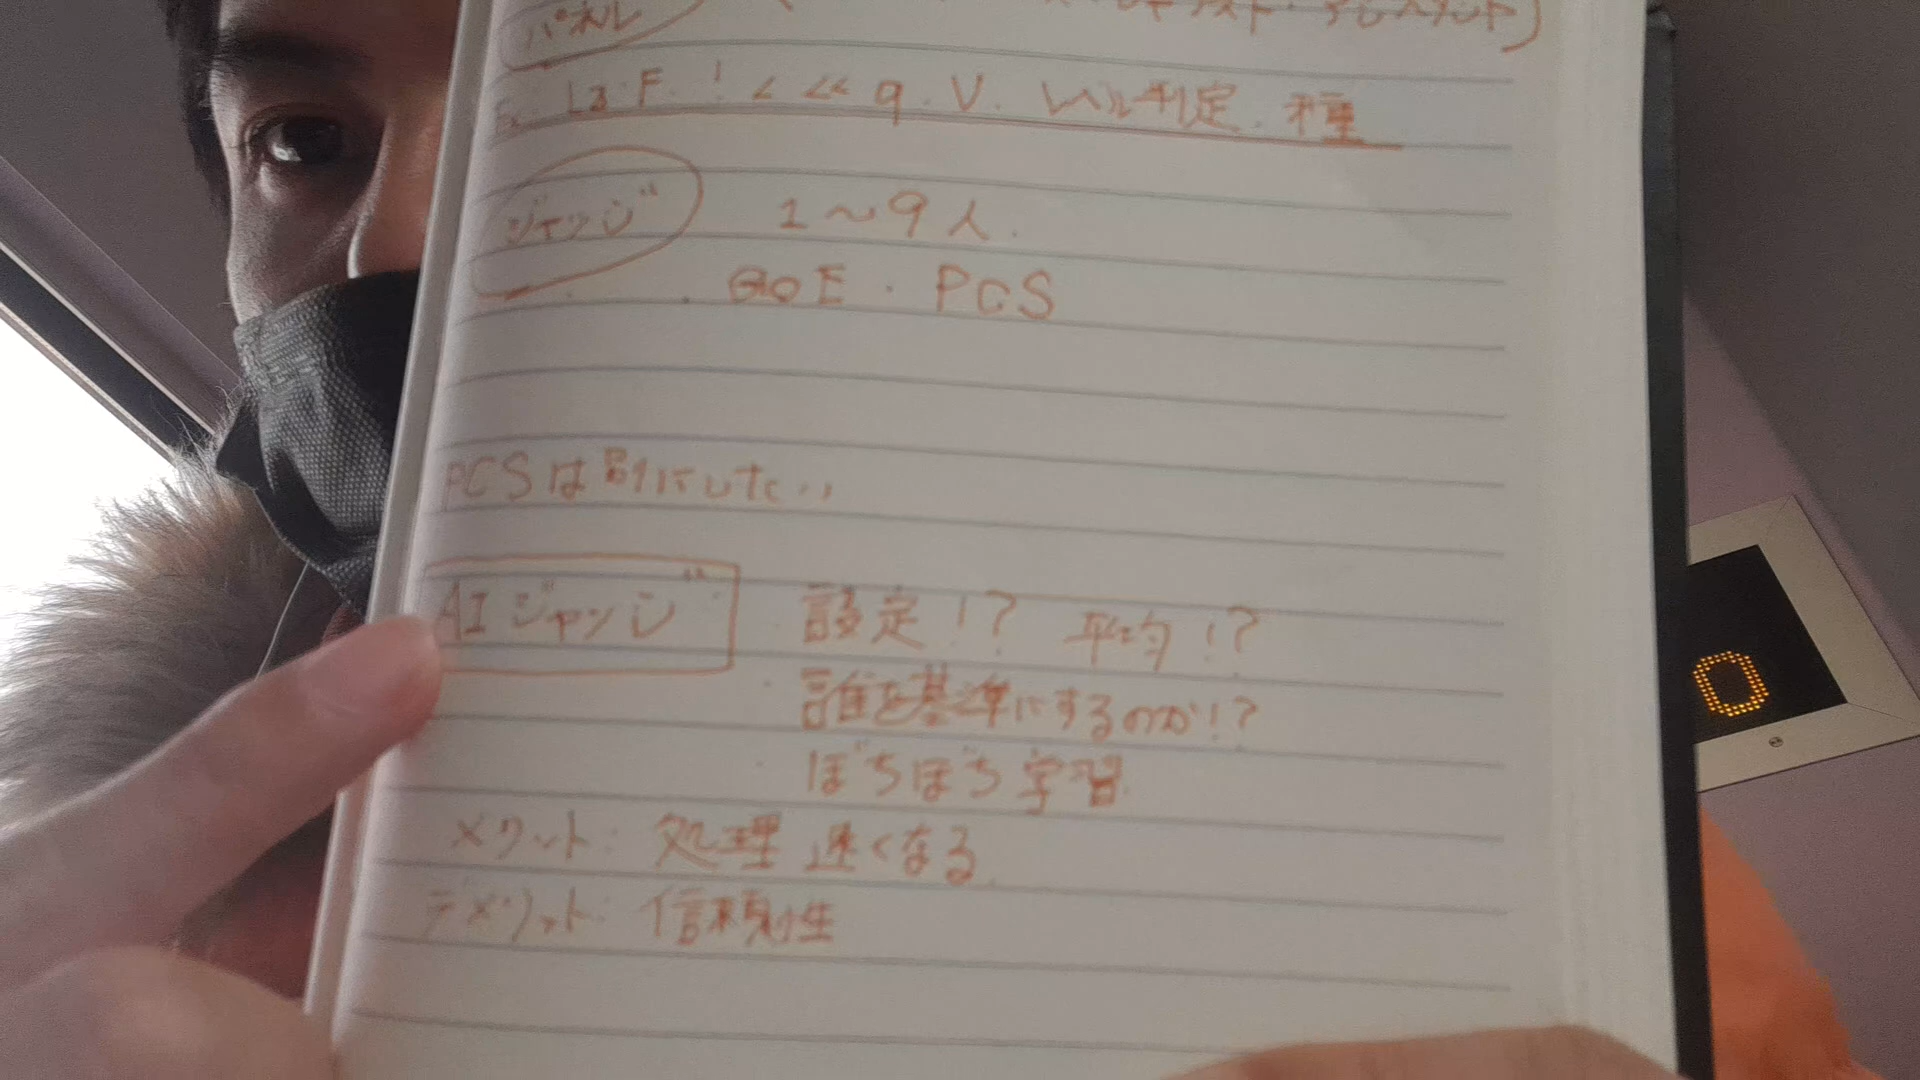 パネル
Lz F ! < << q. V. レベル判定. 種
ジャッジ 1〜9人.
GOE・PCS
PCSは別にしたい
AIジャッジ 設定!? 平均!?
誰を基準にするのか!?
ぼちぼち学習
メリット: 処理 速くなる
デメリット: 信頼性
0